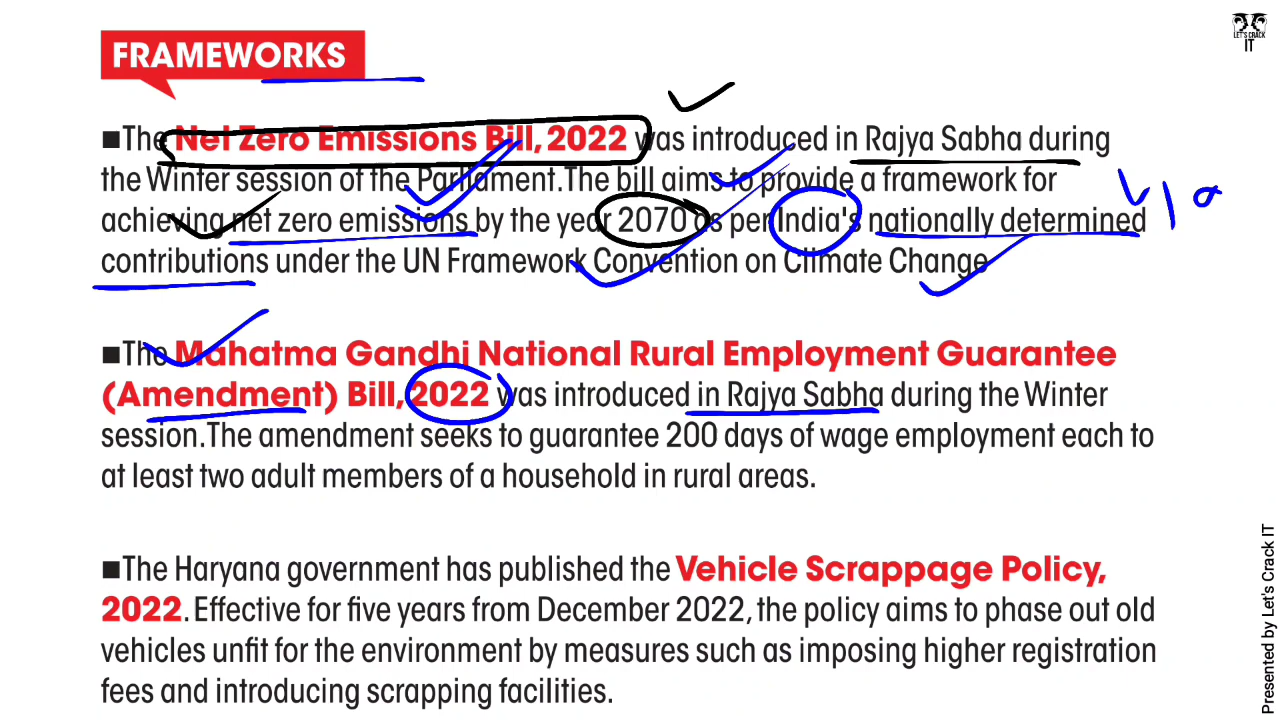 LET'S CRACK
IT
FRAMEWORKS
■The Net Zero Emissions Bill, 2022 was introduced in Rajya Sabha during
the Winter session of the Parliament. The bill aims to provide a framework for
achieving net zero emissions by the year 2070 as per India's nationally determined
contributions under the UN Framework Convention on Climate Change.
■The Mahatma Gandhi National Rural Employment Guarantee
(Amendment) Bill, 2022 was introduced in Rajya Sabha during the Winter
session. The amendment seeks to guarantee 200 days of wage employment each to
at least two adult members of a household in rural areas.
■The Haryana government has published the Vehicle Scrappage Policy,
2022. Effective for five years from December 2022, the policy aims to phase out old
vehicles unfit for the environment by measures such as imposing higher registration
fees and introducing scrapping facilities.
Presented by Let's Crack IT